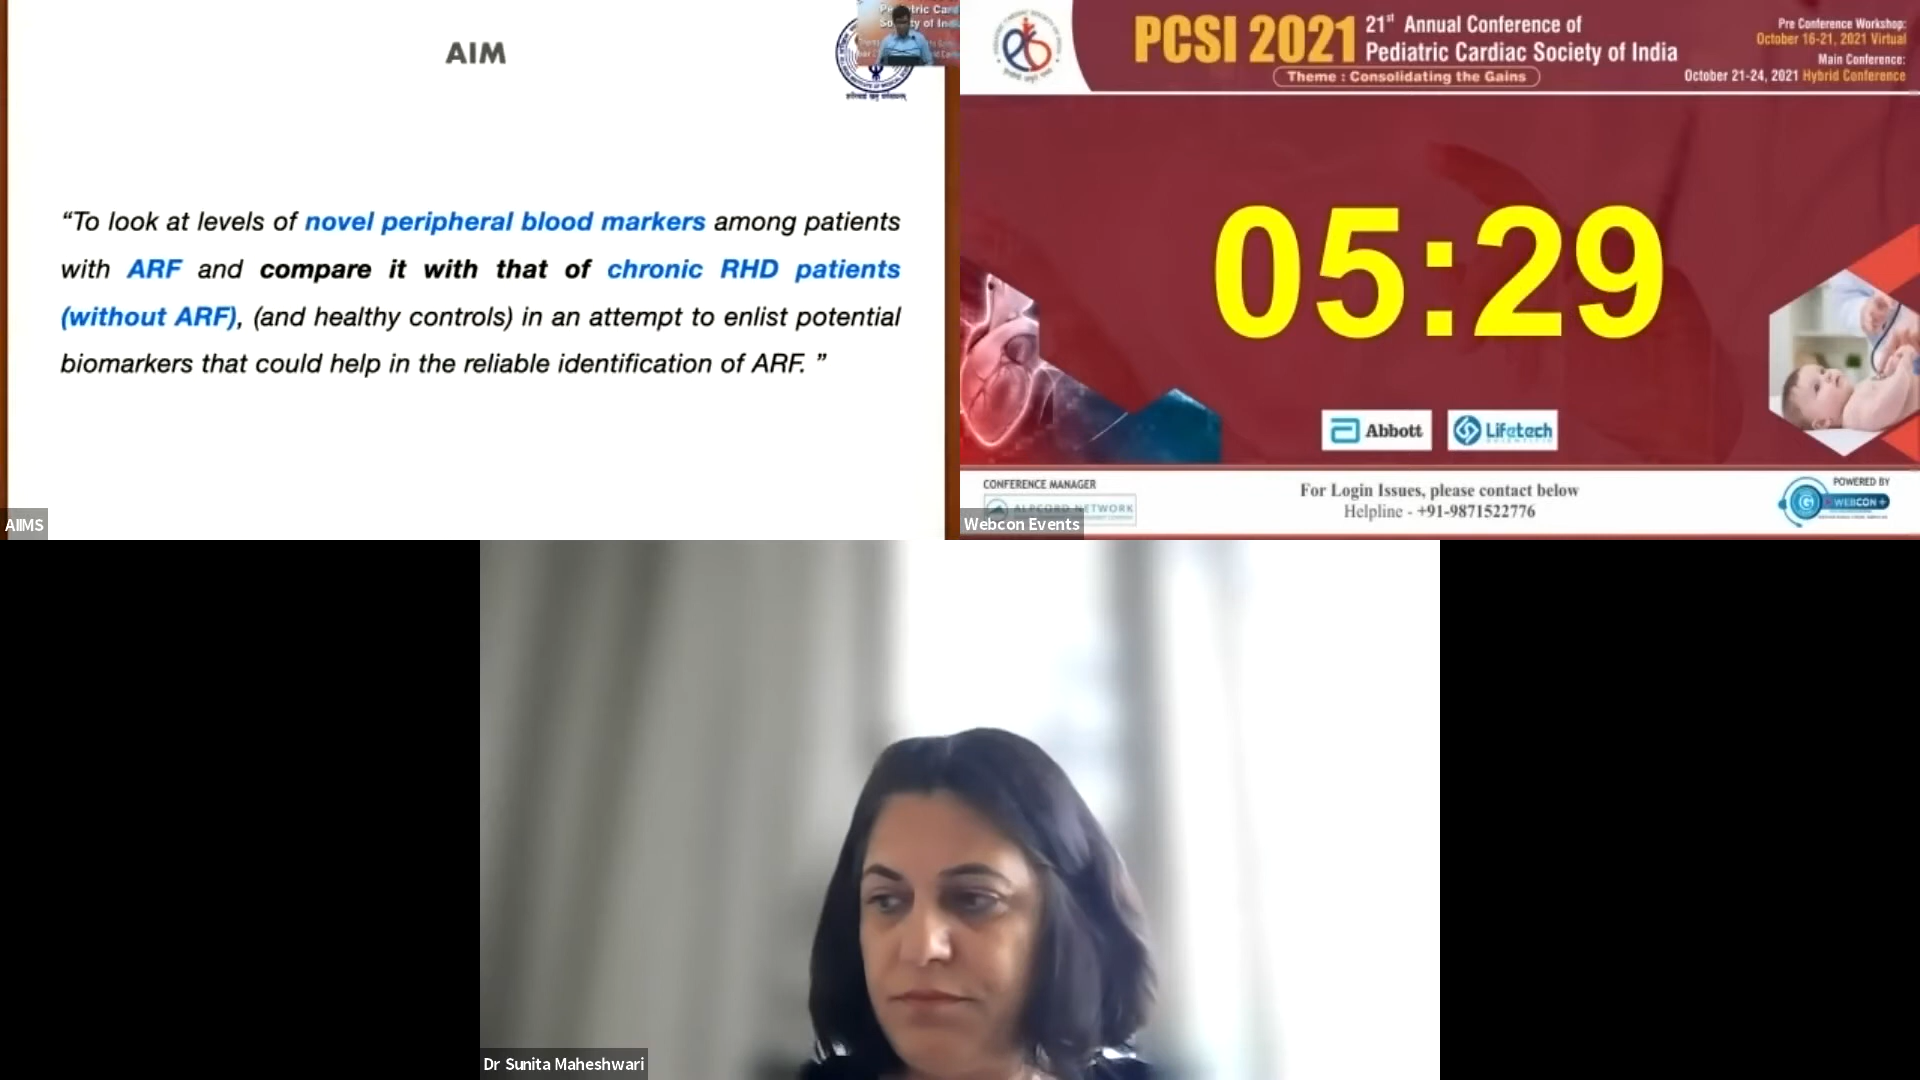 AIM
“To look at levels of novel peripheral blood markers among patients
with ARF and compare it with that of chronic RHD patients
(without ARF), (and healthy controls) in an attempt to enlist potential
biomarkers that could help in the reliable identification of ARF. ”
AIIMS
PCSI 2021
21st Annual Conference of
Pediatric Cardiac Society of India
Theme : Consolidating the Gains
Pre Conference Workshop:
October 16-21, 2021 Virtual
Main Conference:
October 21-24, 2021 Hybrid Conference
05:29
Abbott
Lifetech
SCIENTIFIC
CONFERENCE MANAGER
ALPCORD NETWORK
For Login Issues, please contact below
Helpline - +91-9871522776
POWERED BY
WEBCON+
Webcon Events
Dr Sunita Maheshwari